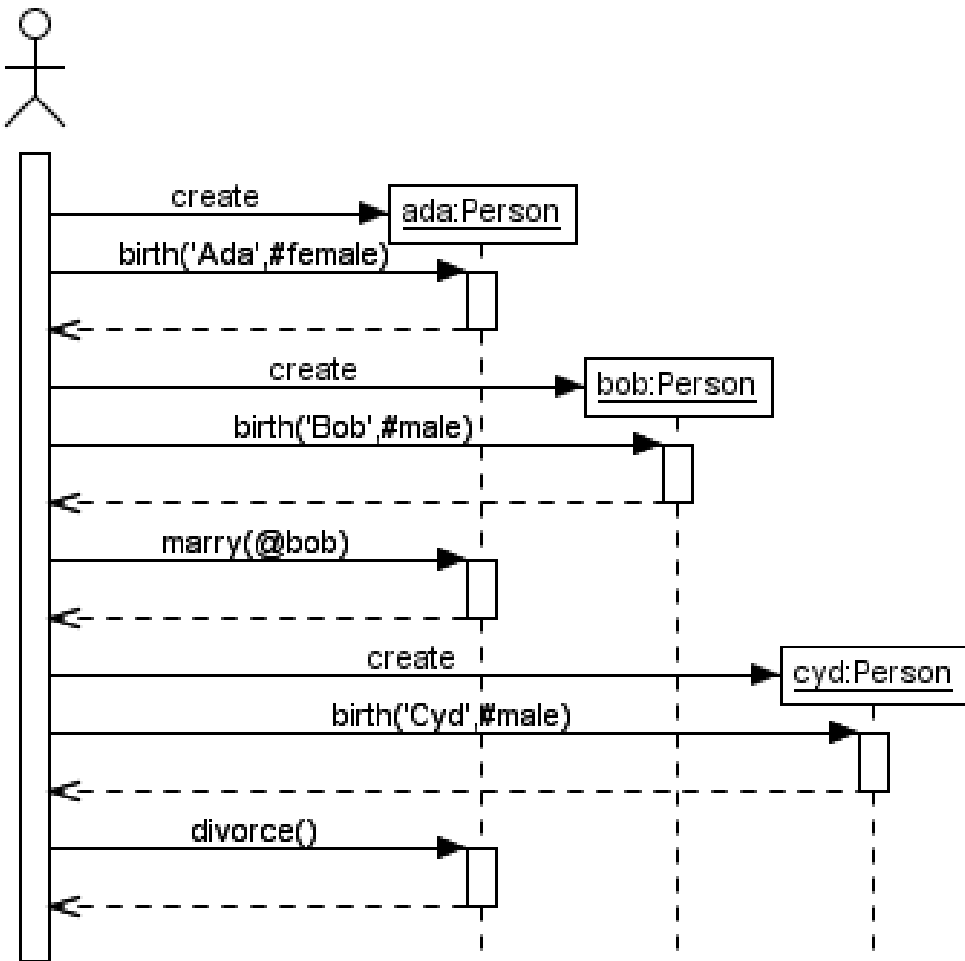 create
ada:Person
birth('Ada',#female)
create
bob:Person
birth('Bob',#male)
marry(@bob)
create
cyd:Person
birth('Cyd',#male)
divorce()